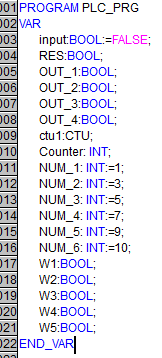 001 PROGRAM PLC_PRG
002 VAR
003 input:BOOL:=FALSE;
004 RES:BOOL;
005 OUT_1:BOOL;
006 OUT_2:BOOL;
007 OUT_3:BOOL;
008 OUT_4:BOOL;
009 ctu1:CTU;
010 Counter: INT;
011 NUM_1: INT:=1;
012 NUM_2: INT:=3;
013 NUM_3: INT:=5;
014 NUM_4: INT:=7;
015 NUM_5: INT:=9;
016 NUM_6: INT:=10;
017 W1:BOOL;
018 W2:BOOL;
019 W3:BOOL;
020 W4:BOOL;
021 W5:BOOL;
022 END_VAR